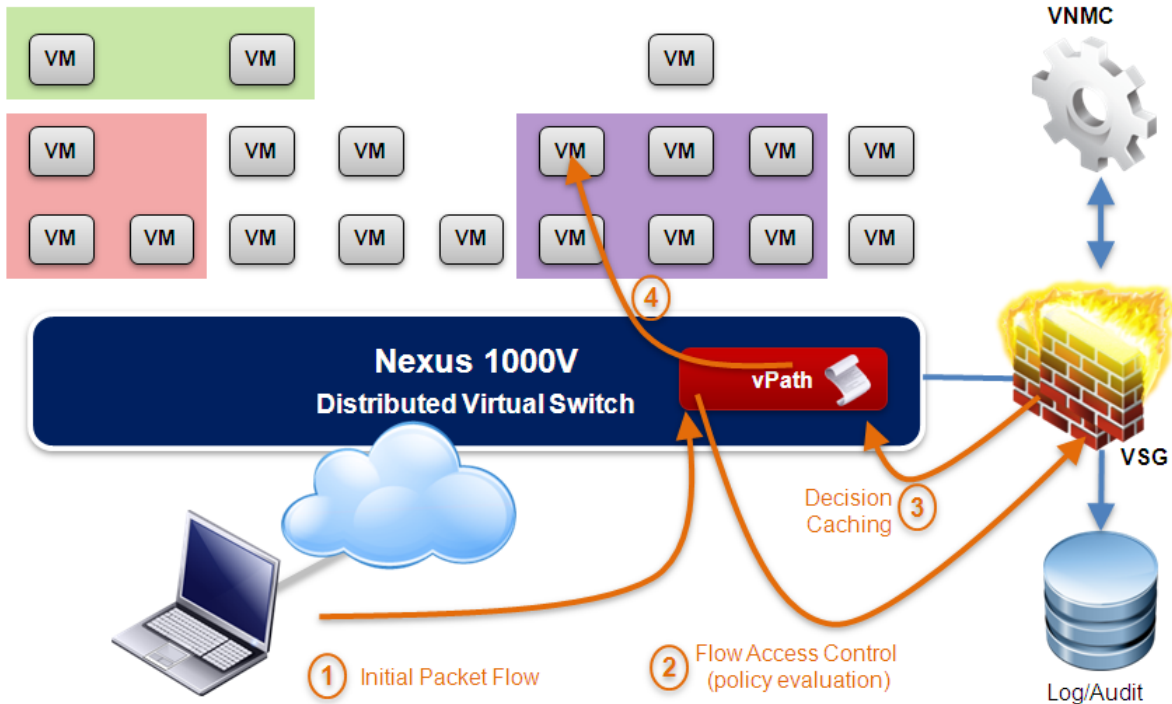 VNMC
VM VM VM
VM VM VM VM VM VM VM
VM VM VM VM VM VM VM VM VM
4
Nexus 1000V
Distributed Virtual Switch
vPath
VSG
Decision
Caching
3
1 Initial Packet Flow
2 Flow Access Control
(policy evaluation)
Log/Audit